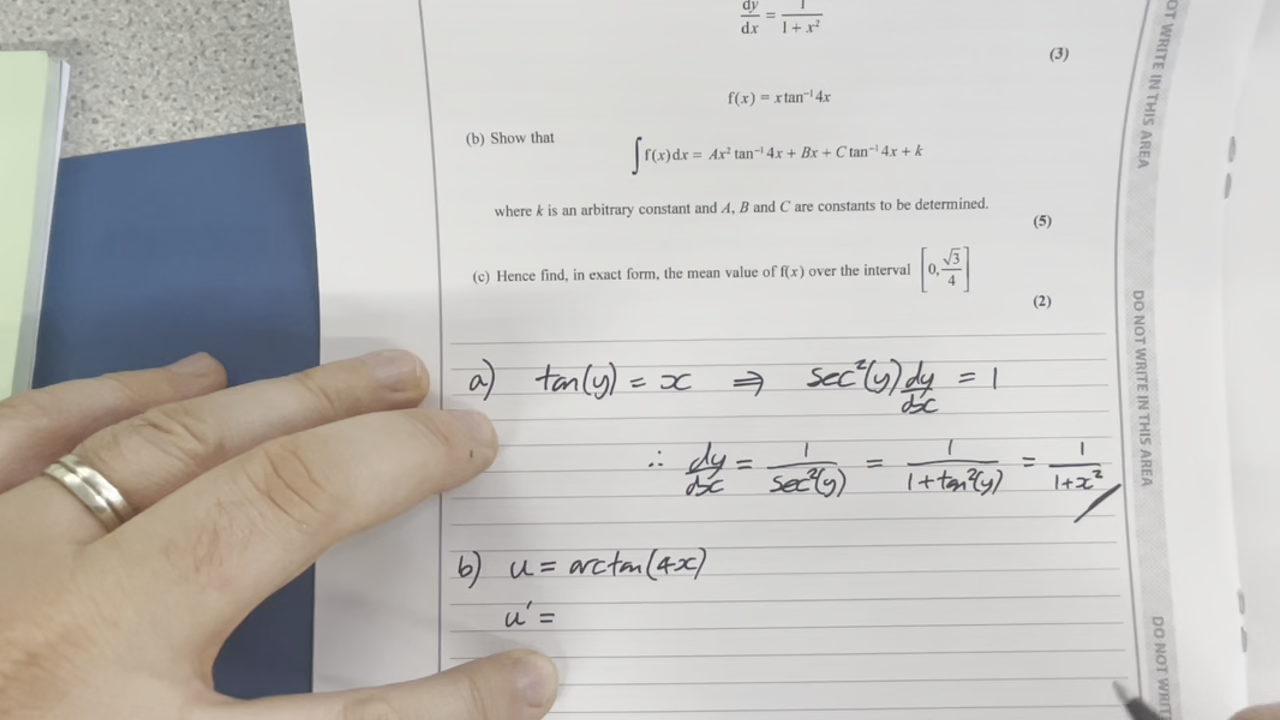 dy/dx = 1/(1 + x²)
(3)
f(x) = x tan⁻¹ 4x
(b) Show that
∫f(x)dx = Ax² tan⁻¹ 4x + Bx + C tan⁻¹ 4x + k
where k is an arbitrary constant and A, B and C are constants to be determined.
(5)
(c) Hence find, in exact form, the mean value of f(x) over the interval [0, √3/4]
(2)
a) tan(y) = x ⇒ sec²(y) dy/dx = 1
∴ dy/dx = 1/sec²(y) = 1/(1+tan²(y)) = 1/(1+x²)
b) u = arctan(4x)
u' =
OT WRITE IN THIS AREA
DO NOT WRITE IN THIS AREA
DO NOT WRIT